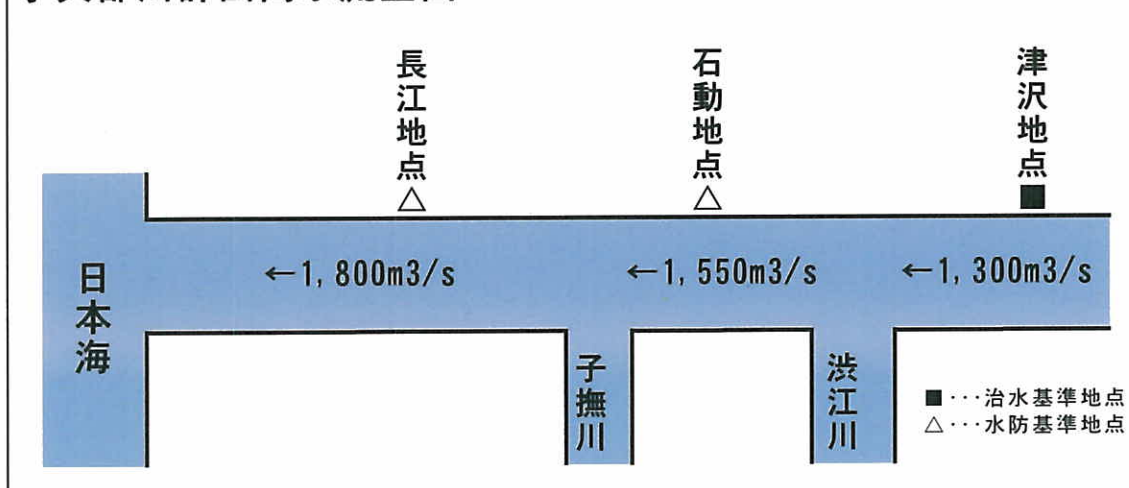 長江地点
△
石動地点
△
津沢地点
■
日本海
←1,800m3/s
←1,550m3/s
←1,300m3/s
子撫川
渋江川
■···治水基準地点
△···水防基準地点